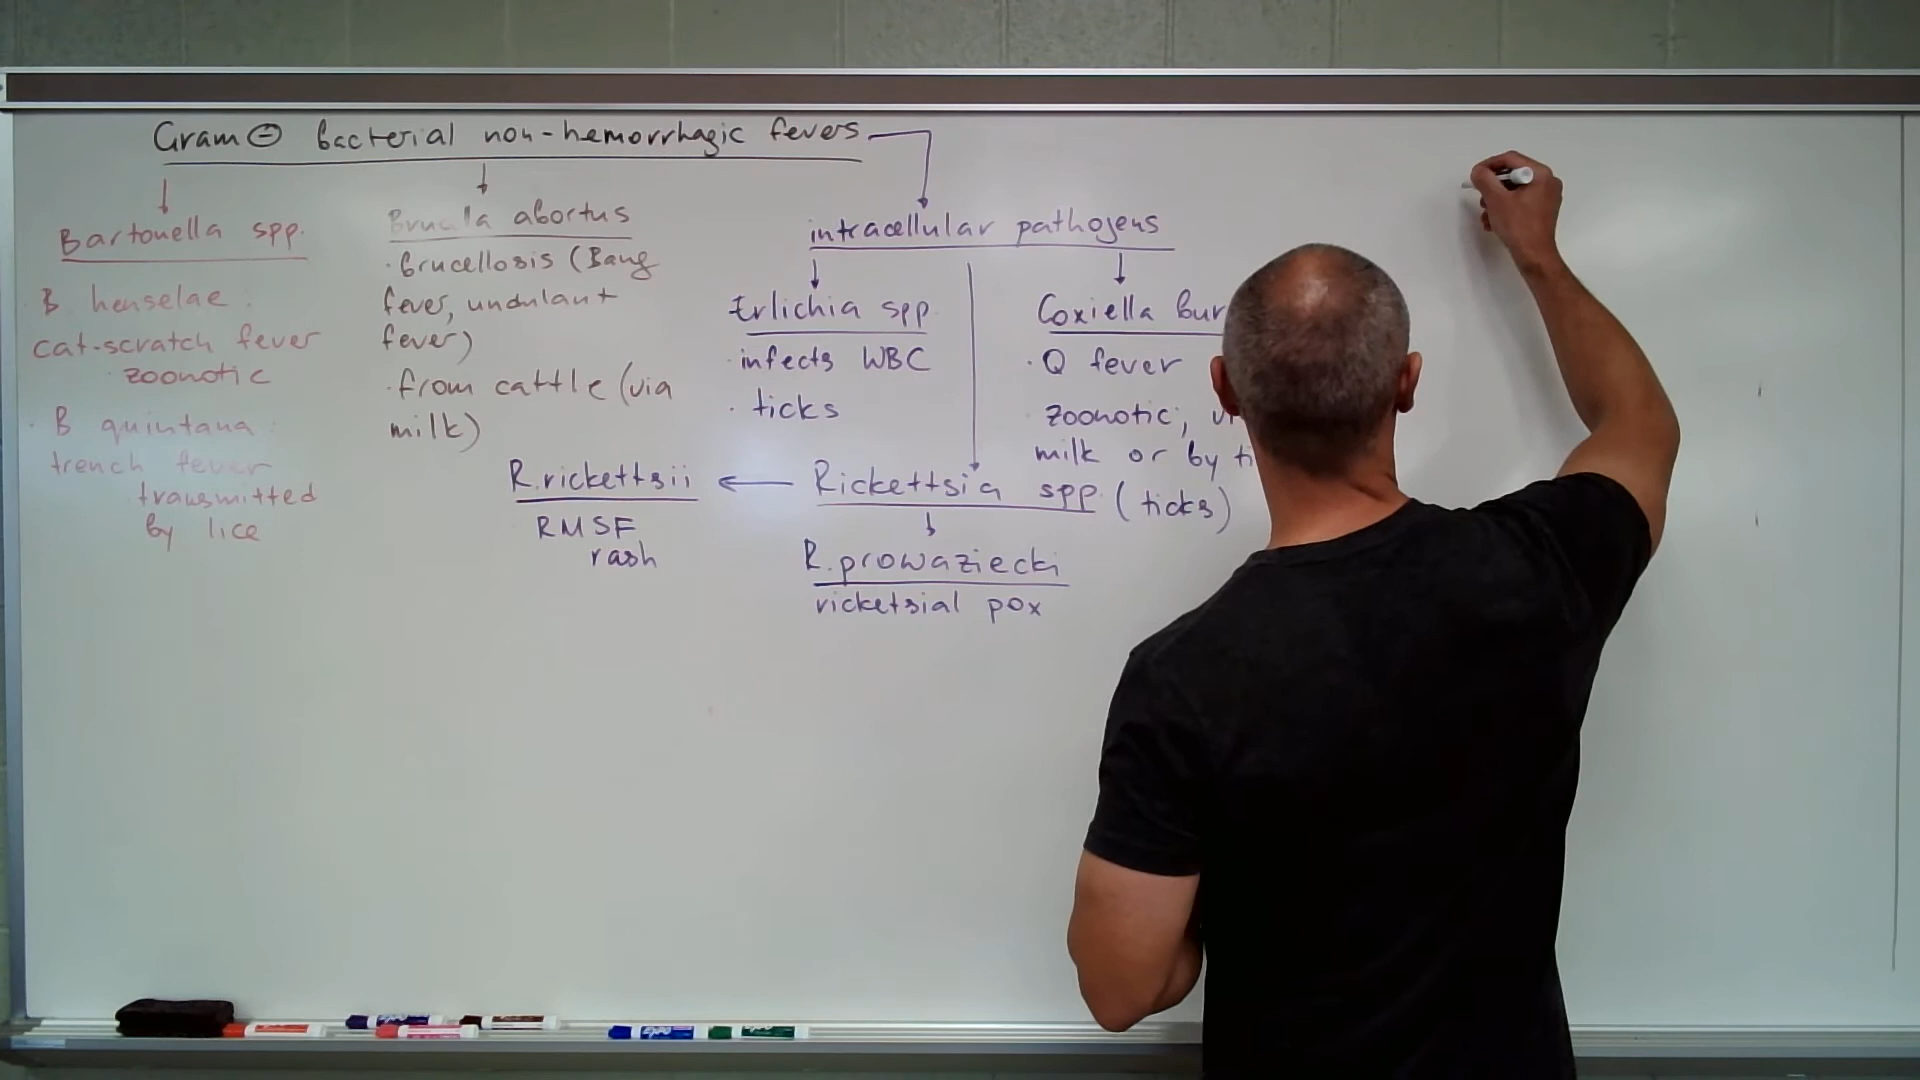 Gram ⊖ bacterial non-hemorrhagic fevers
Bartonella spp.
B henselae:
cat-scratch fever
zoonotic
· B quintana:
trench fever
transmitted
by lice
abortus
· brucellosis (Bang
fever, undulant
fever)
· from cattle (via
milk)
intracellular pathogens
Erlichia spp.
· infects WBC
· ticks
Coxiella bur
· Q fever
zoonotic,
milk or by
Rickettsia spp. (ticks)
R. rickettsii
RMSF
rash
R. prowaziecki
ricketsial pox